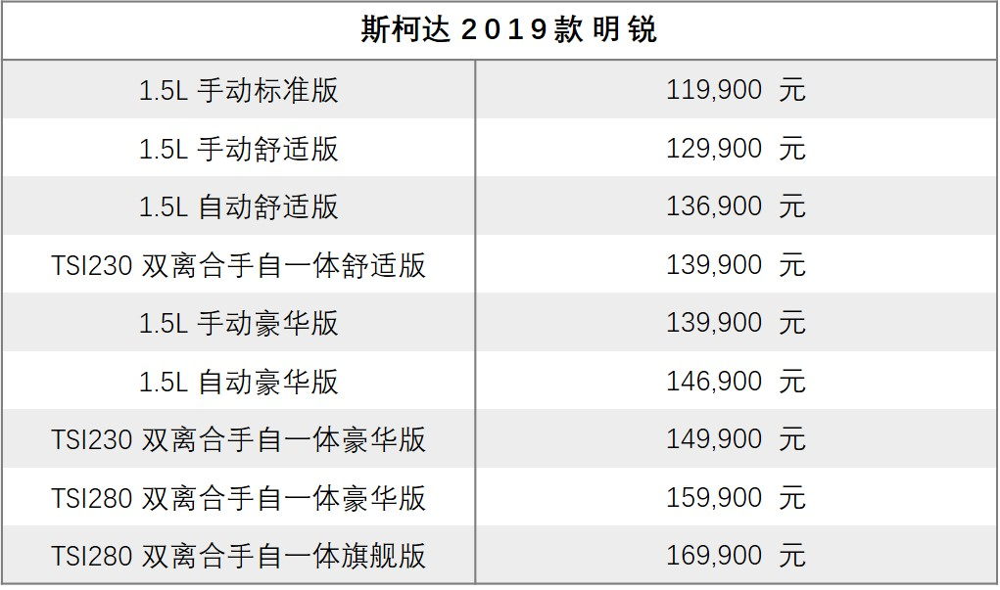 斯柯达2019款明锐
1.5L 手动标准版 119,900 元
1.5L 手动舒适版 129,900 元
1.5L 自动舒适版 136,900 元
TSI230 双离合手自一体舒适版 139,900 元
1.5L 手动豪华版 139,900 元
1.5L 自动豪华版 146,900 元
TSI230 双离合手自一体豪华版 149,900 元
TSI280 双离合手自一体豪华版 159,900 元
TSI280 双离合手自一体旗舰版 169,900 元